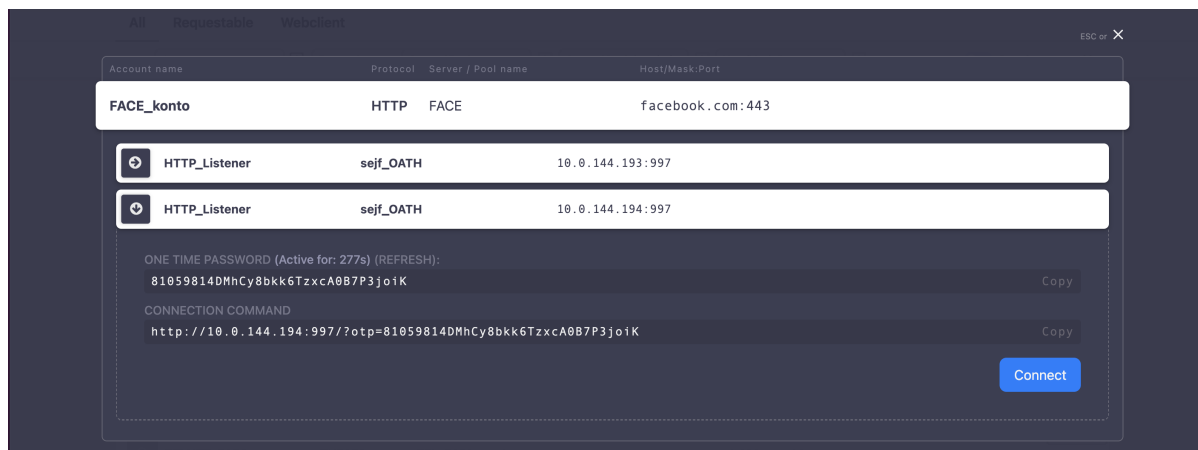 All Requestable Webclient
ESC or X
Account name Protocol Server / Pool name Host/Mask:Port
FACE_konto HTTP FACE facebook.com:443
HTTP_Listener sejf_OATH 10.0.144.193:997
HTTP_Listener sejf_OATH 10.0.144.194:997
ONE TIME PASSWORD (Active for: 277s) (REFRESH):
81059814DMhCy8bkk6TzxcA0B7P3joiK Copy
CONNECTION COMMAND
http://10.0.144.194:997/?otp=81059814DMhCy8bkk6TzxcA0B7P3joiK Copy
Connect